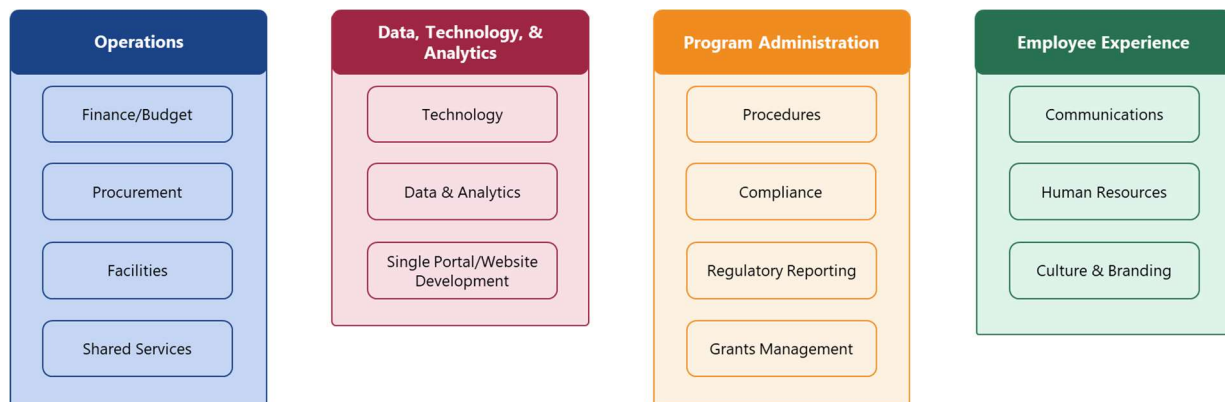 Operations
Finance/Budget
Procurement
Facilities
Shared Services
Data, Technology, &
Analytics
Technology
Data & Analytics
Single Portal/Website
Development
Program Administration
Procedures
Compliance
Regulatory Reporting
Grants Management
Employee Experience
Communications
Human Resources
Culture & Branding